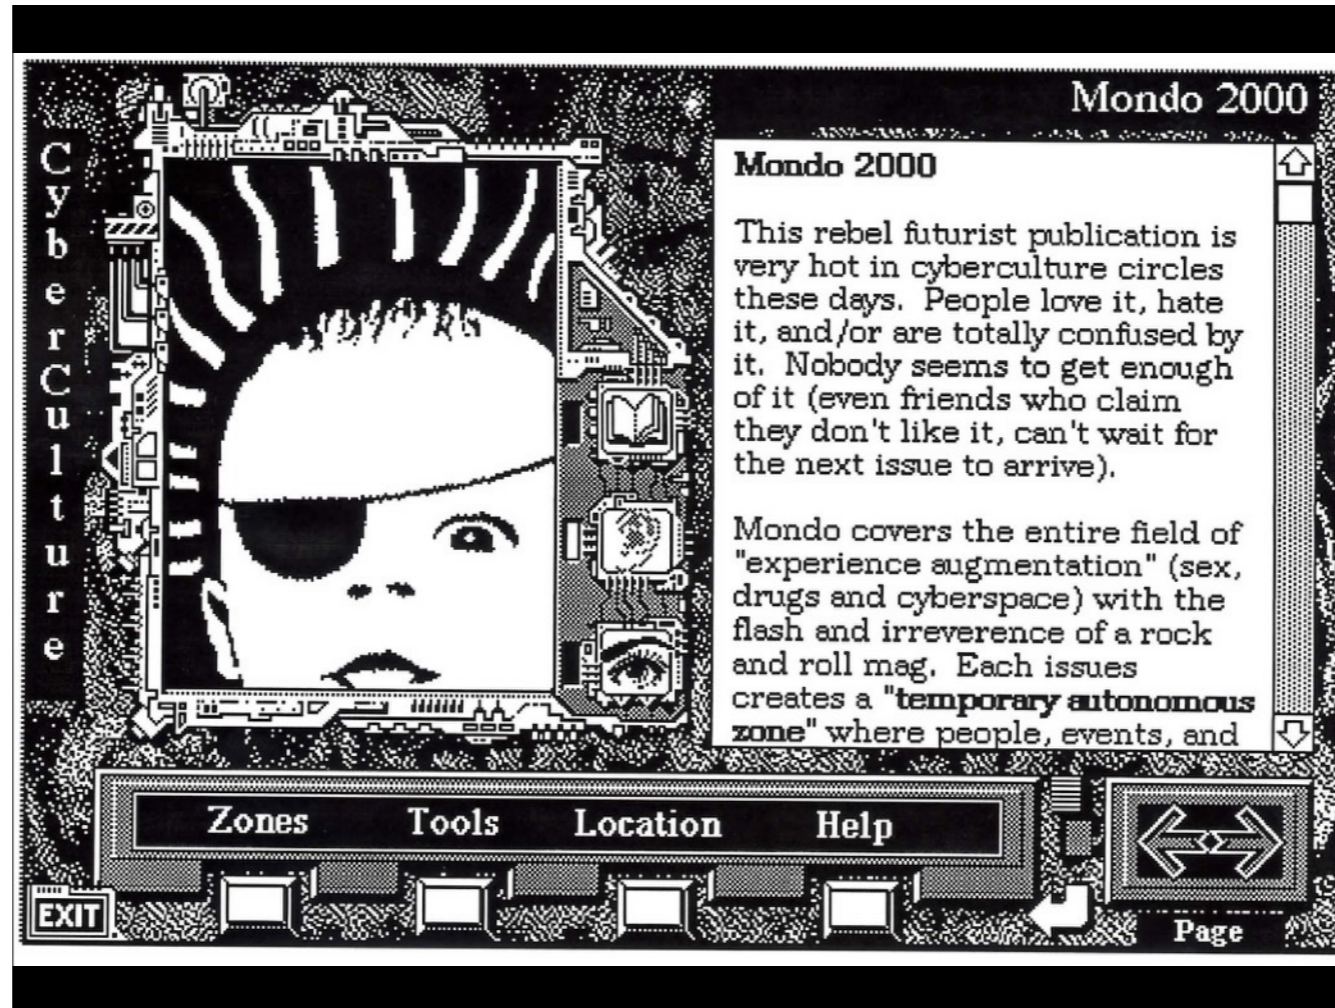 CyberCulture
Mondo 2000
Mondo 2000
This rebel futurist publication is
very hot in cyberculture circles
these days.  People love it, hate
it, and/or are totally confused by
it.  Nobody seems to get enough
of it (even friends who claim
they don't like it, can't wait for
the next issue to arrive).
Mondo covers the entire field of
"experience augmentation" (sex,
drugs and cyberspace) with the
flash and irreverence of a rock
and roll mag.  Each issues
creates a "temporary autonomous
zone" where people, events, and
Zones Tools Location Help
EXIT
Page